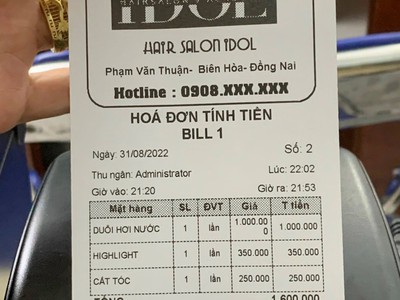 IDOL
HAIR SALON IDOL
Phạm Văn Thuận- Biên Hòa- Đồng Nai
Hotline : 0908.XXX.XXX
HOÁ ĐƠN TÍNH TIỀN
BILL 1
Số: 2
Ngày: 31/08/2022
Thu ngân: Administrator Lúc: 22:02
Giờ vào: 21:20 Giờ ra: 21:53
Mặt hàng SL ĐVT Giá T tiền
DUỖI HƠI NƯỚC 1 lần 1.000.000 1.000.000
HIGHLIGHT 1 lần 350.000 350.000
CẮT TÓC 1 lần 250.000 250.000
TỔNG 1.600.000